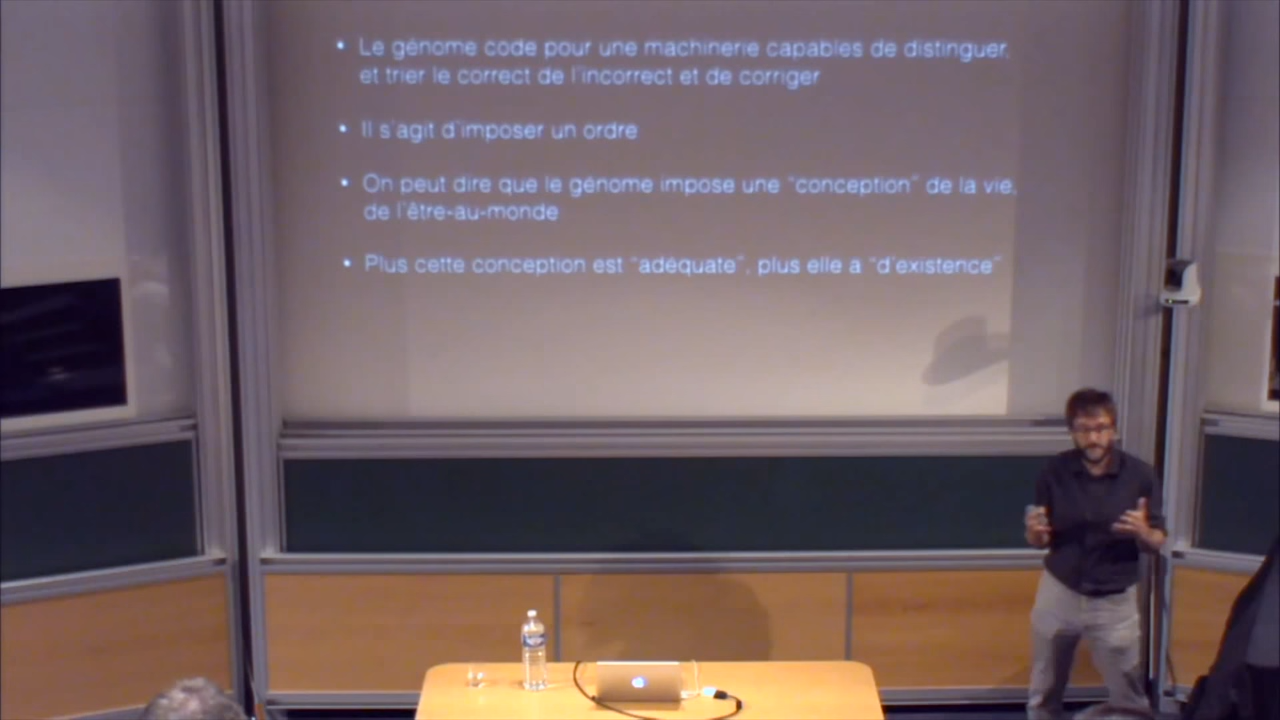 • Le génome code pour une machinerie capables de distinguer,
et trier le correct de l'incorrect et de corriger
• Il s'agit d'imposer un ordre
• On peut dire que le génome impose une "conception" de la vie,
de l'être-au-monde
• Plus cette conception est "adéquate", plus elle a "d'existence"